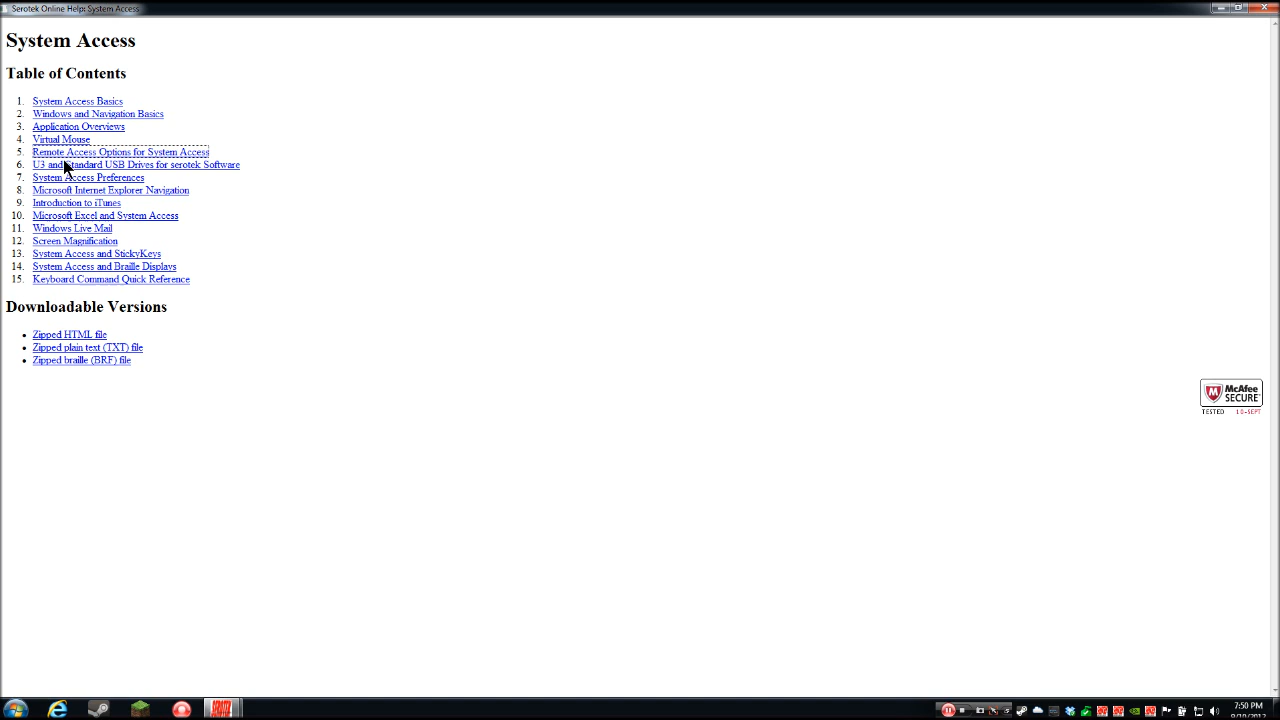 Serotek Online Help: System Access
System Access
Table of Contents
1. System Access Basics
2. Windows and Navigation Basics
3. Application Overviews
4. Virtual Mouse
5. Remote Access Options for System Access
6. U3 and Standard USB Drives for serotek Software
7. System Access Preferences
8. Microsoft Internet Explorer Navigation
9. Introduction to iTunes
10. Microsoft Excel and System Access
11. Windows Live Mail
12. Screen Magnification
13. System Access and StickyKeys
14. System Access and Braille Displays
15. Keyboard Command Quick Reference
Downloadable Versions
• Zipped HTML file
• Zipped plain text (TXT) file
• Zipped braille (BRF) file
McAfee
SECURE
TESTED 10-SEPT
SEROTEK
7:50 PM